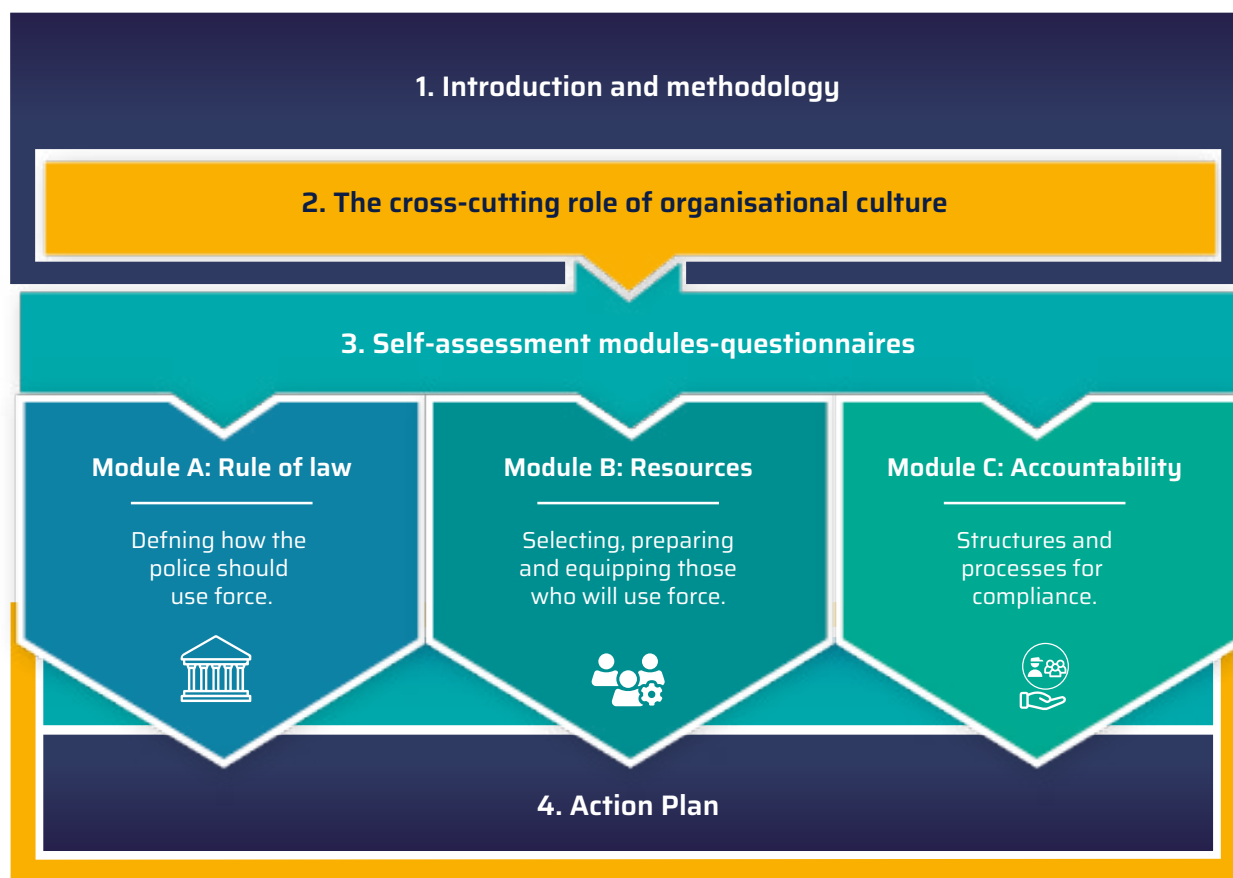 1. Introduction and methodology
2. The cross-cutting role of organisational culture
3. Self-assessment modules-questionnaires
Module A: Rule of law
Defning how the
police should
use force.
Module B: Resources
Selecting, preparing
and equipping those
who will use force.
Module C: Accountability
Structures and
processes for
compliance.
4. Action Plan